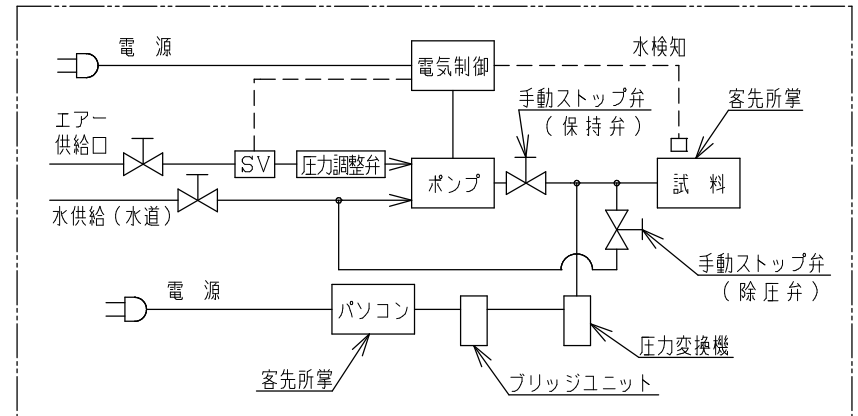 電 源
水検知
電気制御
手動ストップ弁
(保持弁)
客先所掌
エアー
供給口
SV
圧力調整弁
ポンプ
試 料
水供給(水道)
手動ストップ弁
(除圧弁)
電 源
パソコン
圧力変換機
客先所掌
ブリッジユニット